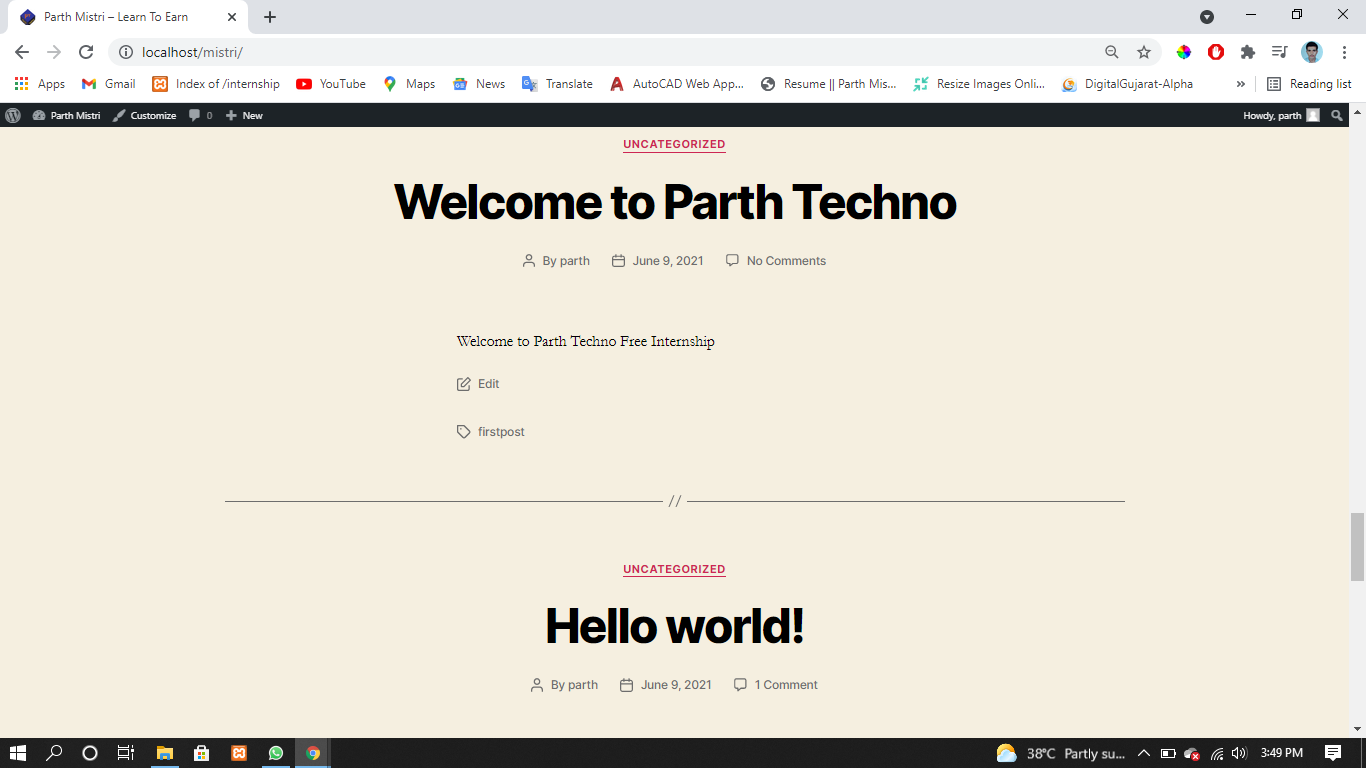 Parth Mistri – Learn To Earn
localhost/mistri/
Apps Gmail Index of /internship YouTube Maps News Translate AutoCAD Web App... Resume || Parth Mis... Resize Images Onli... DigitalGujarat-Alpha » Reading list
Parth Mistri Customize 0 New Howdy, parth
UNCATEGORIZED
Welcome to Parth Techno
By parth June 9, 2021 No Comments
Welcome to Parth Techno Free Internship
Edit
firstpost
//
UNCATEGORIZED
Hello world!
By parth June 9, 2021 1 Comment
38°C Partly su... 3:49 PM